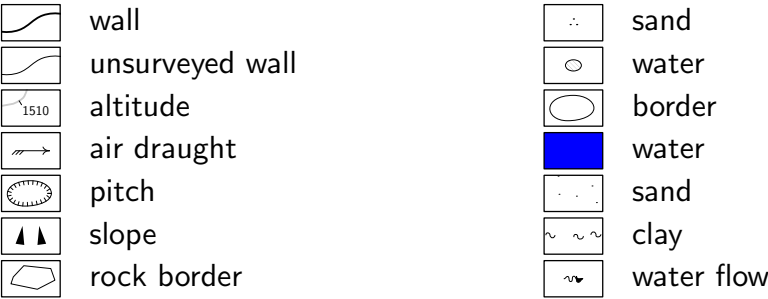 wall
unsurveyed wall
1510 altitude
air draught
pitch
slope
rock border
sand
water
border
water
sand
clay
water flow